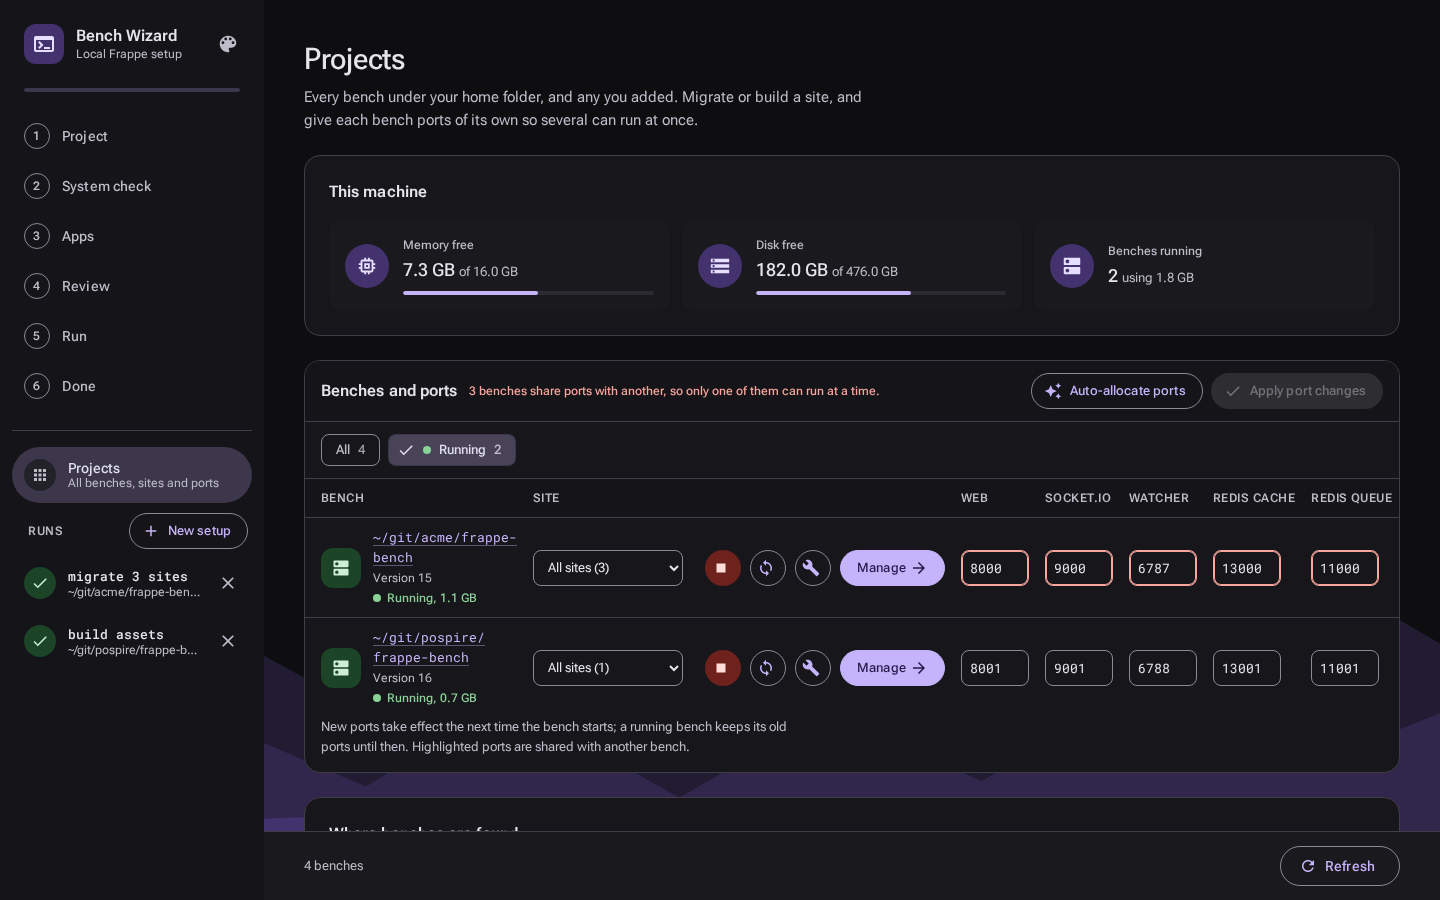 Bench Wizard
Local Frappe setup
1 Project
2 System check
3 Apps
4 Review
5 Run
6 Done
Projects
All benches, sites and ports
RUNS
New setup
migrate 3 sites
~/git/acme/frappe-ben...
build assets
~/git/pospire/frappe-b...
Projects
Every bench under your home folder, and any you added. Migrate or build a site, and
give each bench ports of its own so several can run at once.
This machine
Memory free
7.3 GB of 16.0 GB
Disk free
182.0 GB of 476.0 GB
Benches running
2 using 1.8 GB
Benches and ports 3 benches share ports with another, so only one of them can run at a time. Auto-allocate ports Apply port changes
All 4 Running 2
BENCH SITE WEB SOCKET.IO WATCHER REDIS CACHE REDIS QUEUE
~/git/acme/frappe-
bench
Version 15
Running, 1.1 GB
All sites (3) Manage 8000 9000 6787 13000 11000
~/git/pospire/
frappe-bench
Version 16
Running, 0.7 GB
All sites (1) Manage 8001 9001 6788 13001 11001
New ports take effect the next time the bench starts; a running bench keeps its old
ports until then. Highlighted ports are shared with another bench.
Where benches are found
4 benches Refresh